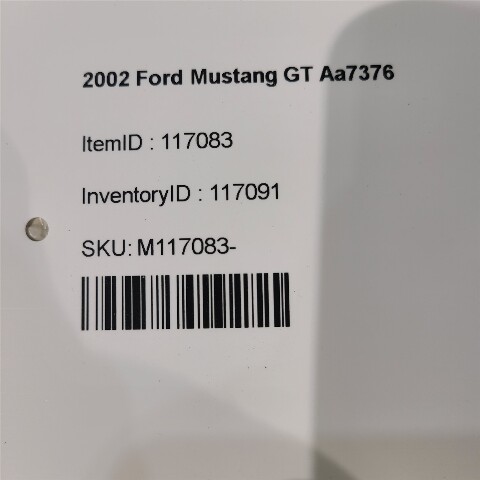 2002 Ford Mustang GT Aa7376
ItemID : 117083
InventoryID : 117091
SKU: M117083-